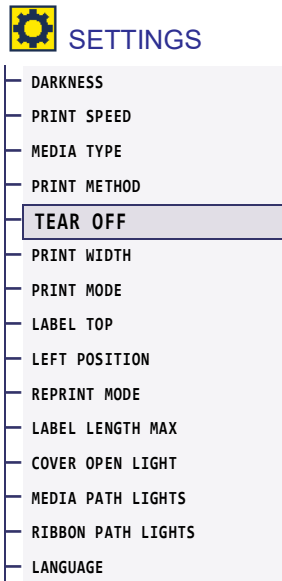 SETTINGS
DARKNESS
PRINT SPEED
MEDIA TYPE
PRINT METHOD
TEAR OFF
PRINT WIDTH
PRINT MODE
LABEL TOP
LEFT POSITION
REPRINT MODE
LABEL LENGTH MAX
COVER OPEN LIGHT
MEDIA PATH LIGHTS
RIBBON PATH LIGHTS
LANGUAGE